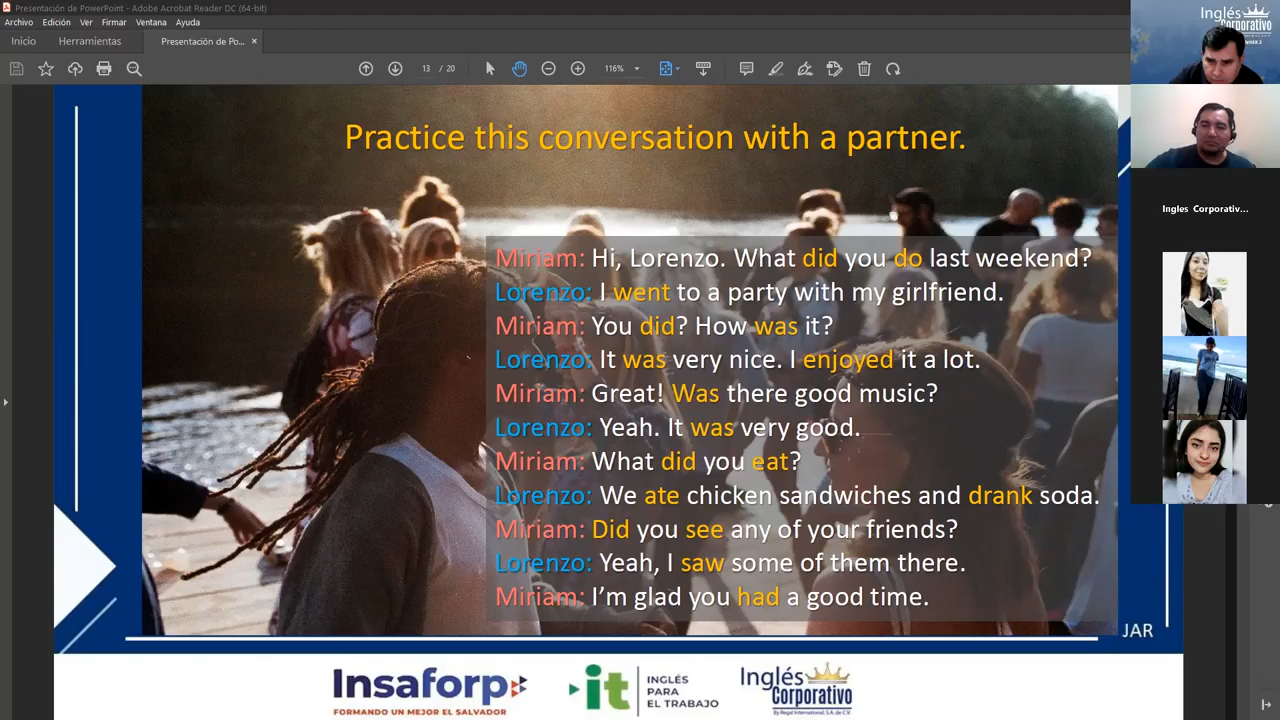 Presentación de PowerPoint - Adobe Acrobat Reader DC (64-bit)
Archivo Edición Ver Firmar Ventana Ayuda
Inicio Herramientas Presentación de Po... ×
13 / 20 116%
Practice this conversation with a partner.
Miriam: Hi, Lorenzo. What did you do last weekend?
Lorenzo: I went to a party with my girlfriend.
Miriam: You did? How was it?
Lorenzo: It was very nice. I enjoyed it a lot.
Miriam: Great! Was there good music?
Lorenzo: Yeah. It was very good.
Miriam: What did you eat?
Lorenzo: We ate chicken sandwiches and drank soda.
Miriam: Did you see any of your friends?
Lorenzo: Yeah, I saw some of them there.
Miriam: I’m glad you had a good time.
JAR
Insaforp
FORMANDO UN MEJOR EL SALVADOR
it
INGLÉS
PARA
EL TRABAJO
Inglés
Corporativo
By Regal International, S.A. de C.V.
Inglés
Corporativo
Ingles Corporativ...